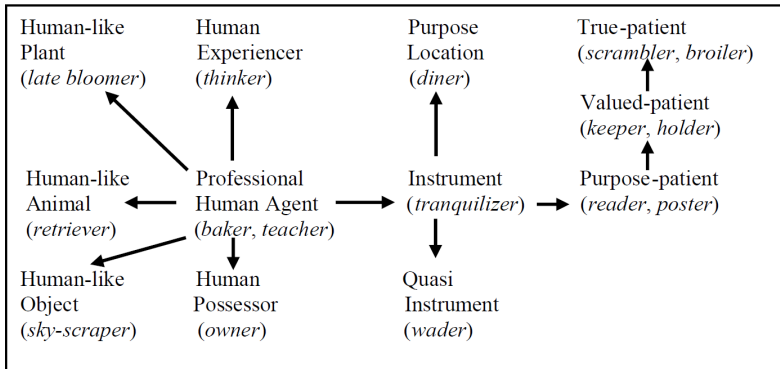 Human-like
Plant
(late bloomer)
Human
Experiencer
(thinker)
Purpose
Location
(diner)
True-patient
(scrambler, broiler)
Valued-patient
(keeper, holder)
Human-like
Animal
(retriever)
Professional
Human Agent
(baker, teacher)
Instrument
(tranquilizer)
Purpose-patient
(reader, poster)
Human-like
Object
(sky-scraper)
Human
Possessor
(owner)
Quasi
Instrument
(wader)